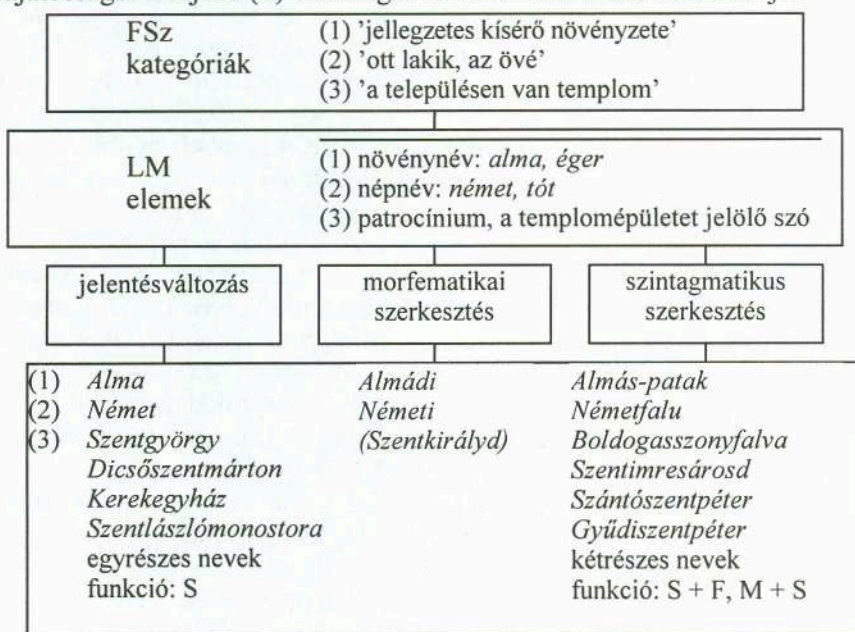 FSz kategóriák
(1) 'jellegzetes kísérő növényzete'
(2) 'ott lakik, az övé'
(3) 'a településen van templom'
LM elemek
(1) növénynév: alma, éger
(2) népnév: német, tót
(3) patrocínium, a templomépületet jelölő szó
jelentésváltozás
morfematikai szerkesztés
szintagmatikus szerkesztés
(1) Alma Almádi Almás-patak
(2) Német Németi Németfalu
(3) Szentgyörgy (Szentkirályd) Boldogasszonyfalva
Dicsőszentmárton Szentimresárosd
Kerekegyház Szántószentpéter
Szentlászlómonostora Gyűdiszentpéter
egyrészes nevek kétrészes nevek
funkció: S funkció: S + F, M + S